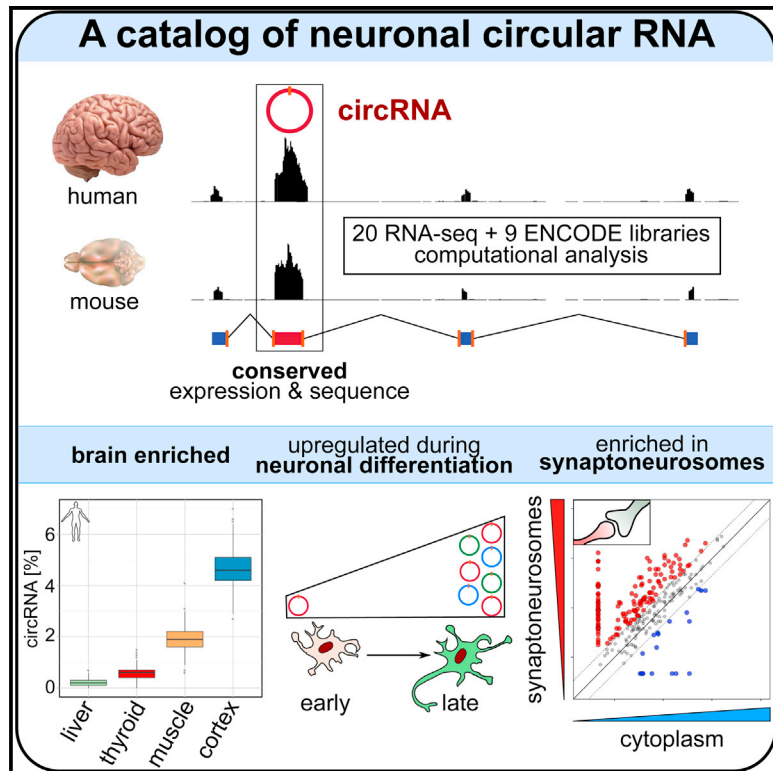 A catalog of neuronal circular RNA
circRNA
human
20 RNA-seq + 9 ENCODE libraries
computational analysis
mouse
conserved
expression & sequence
brain enriched
upregulated during
neuronal differentiation
enriched in
synaptoneurosomes
circRNA [%]
6
4
2
0
liver
thyroid
muscle
cortex
early
late
synaptoneurosomes
cytoplasm